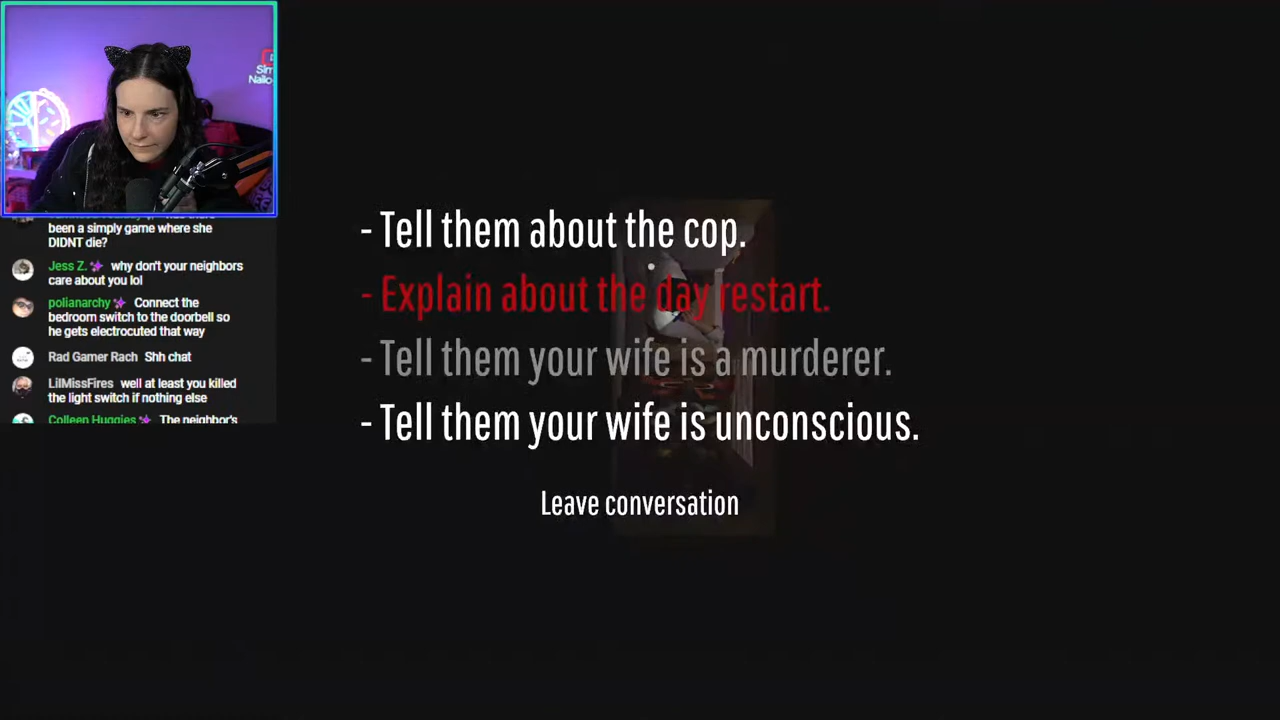 been a simply game where she
DIDNT die?
Jess Z. why don't your neighbors
care about you lol
polianarchy Connect the
bedroom switch to the doorbell so
he gets electrocuted that way
Rad Gamer Rach Shh chat
LilMissFires well at least you killed
the light switch if nothing else
Colleen Huggies The neighbor's
- Tell them about the cop.
- Explain about the day restart.
- Tell them your wife is a murderer.
- Tell them your wife is unconscious.
Leave conversation